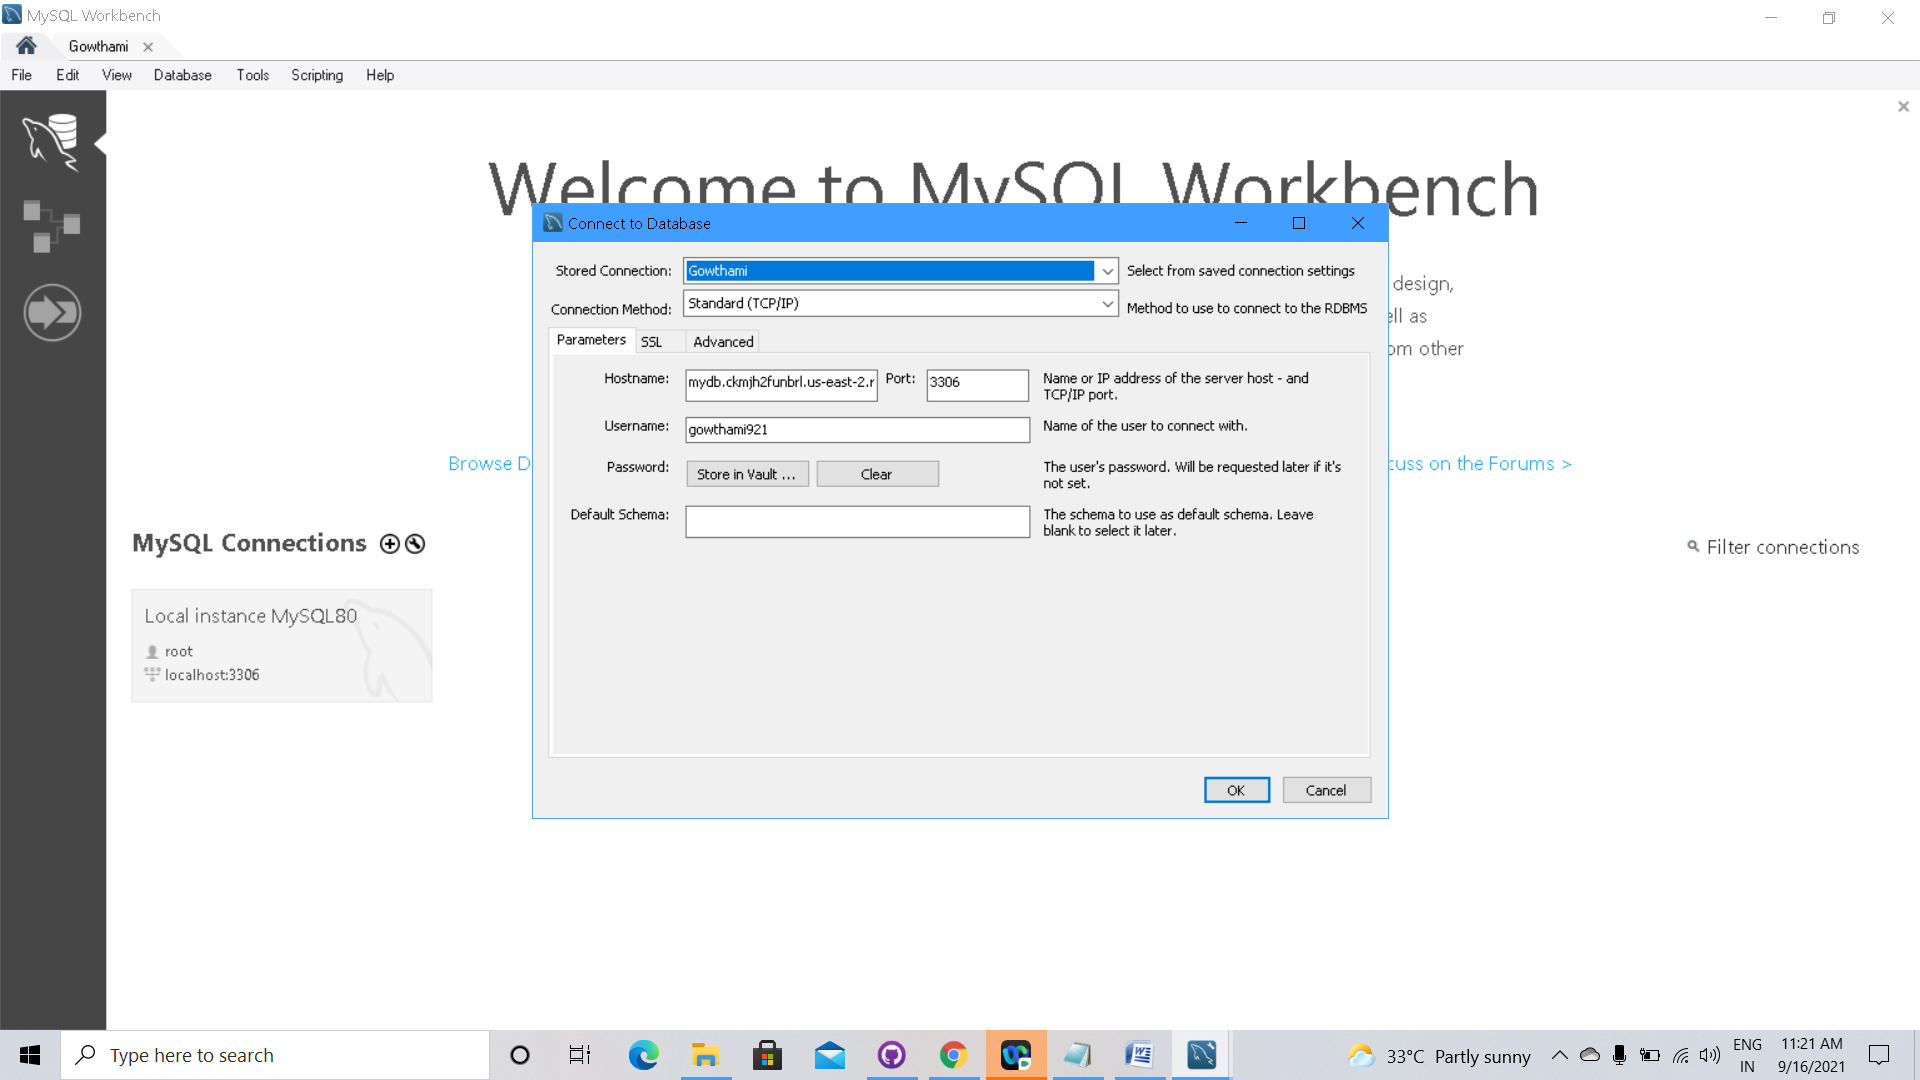 MySQL Workbench
Gowthami
File Edit View Database Tools Scripting Help
Welcome to MySQL Workbench
Connect to Database
Stored Connection: Gowthami Select from saved connection settings
design,
Connection Method: Standard (TCP/IP) Method to use to connect to the RDBMS
ell as
Parameters SSL Advanced
om other
Hostname: mydb.ckmjh2funbrl.us-east-2.r Port: 3306 Name or IP address of the server host - and
TCP/IP port.
Username: gowthami921 Name of the user to connect with.
Browse D
Password: Store in Vault ... Clear The user's password. Will be requested later if it's
not set.
cuss on the Forums >
Default Schema: The schema to use as default schema. Leave
blank to select it later.
MySQL Connections
Filter connections
Local instance MySQL80
root
localhost:3306
OK Cancel
Type here to search
33°C Partly sunny
ENG
IN
11:21 AM
9/16/2021